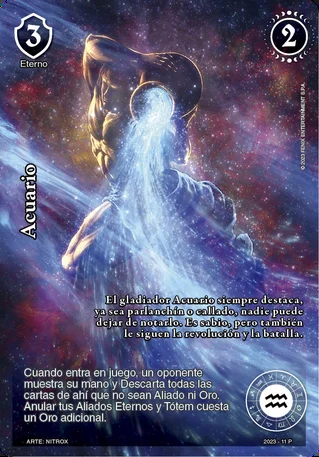 3
2
Eterno
© 2023 FENIX ENTERTAINMENT S.P.A.
Acuario
El gladiador Acuario siempre destaca,
ya sea parlanchín o callado, nadie puede
dejar de notarlo. Es sabio, pero también
le siguen la revolución y la batalla.
Cuando entra en juego, un oponente
muestra su mano y Descarta todas las
cartas de ahí que no sean Aliado ni Oro.
Anular tus Aliados Eternos y Tótem cuesta
un Oro adicional.
ARTE: NITROX
2023 - 11 P